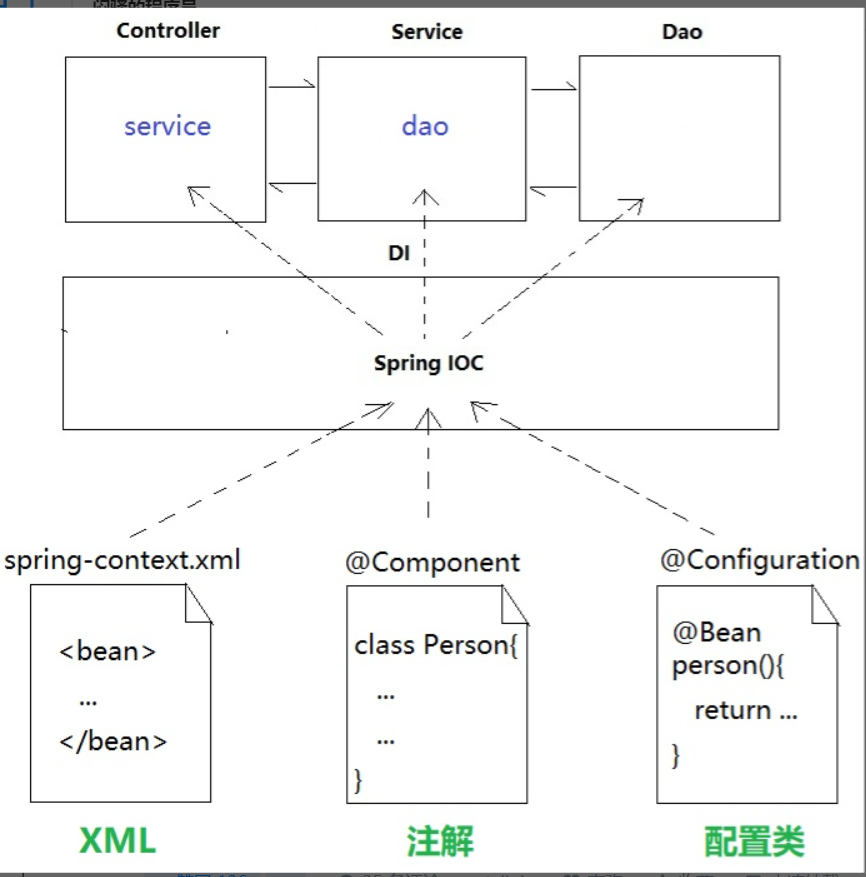 Controller
Service
Dao
service
dao
DI
Spring IOC
spring-context.xml
@Component
@Configuration
<bean>
...
</bean>
class Person{
...
...
}
@Bean
person(){
return ...
}
XML
注解
配置类